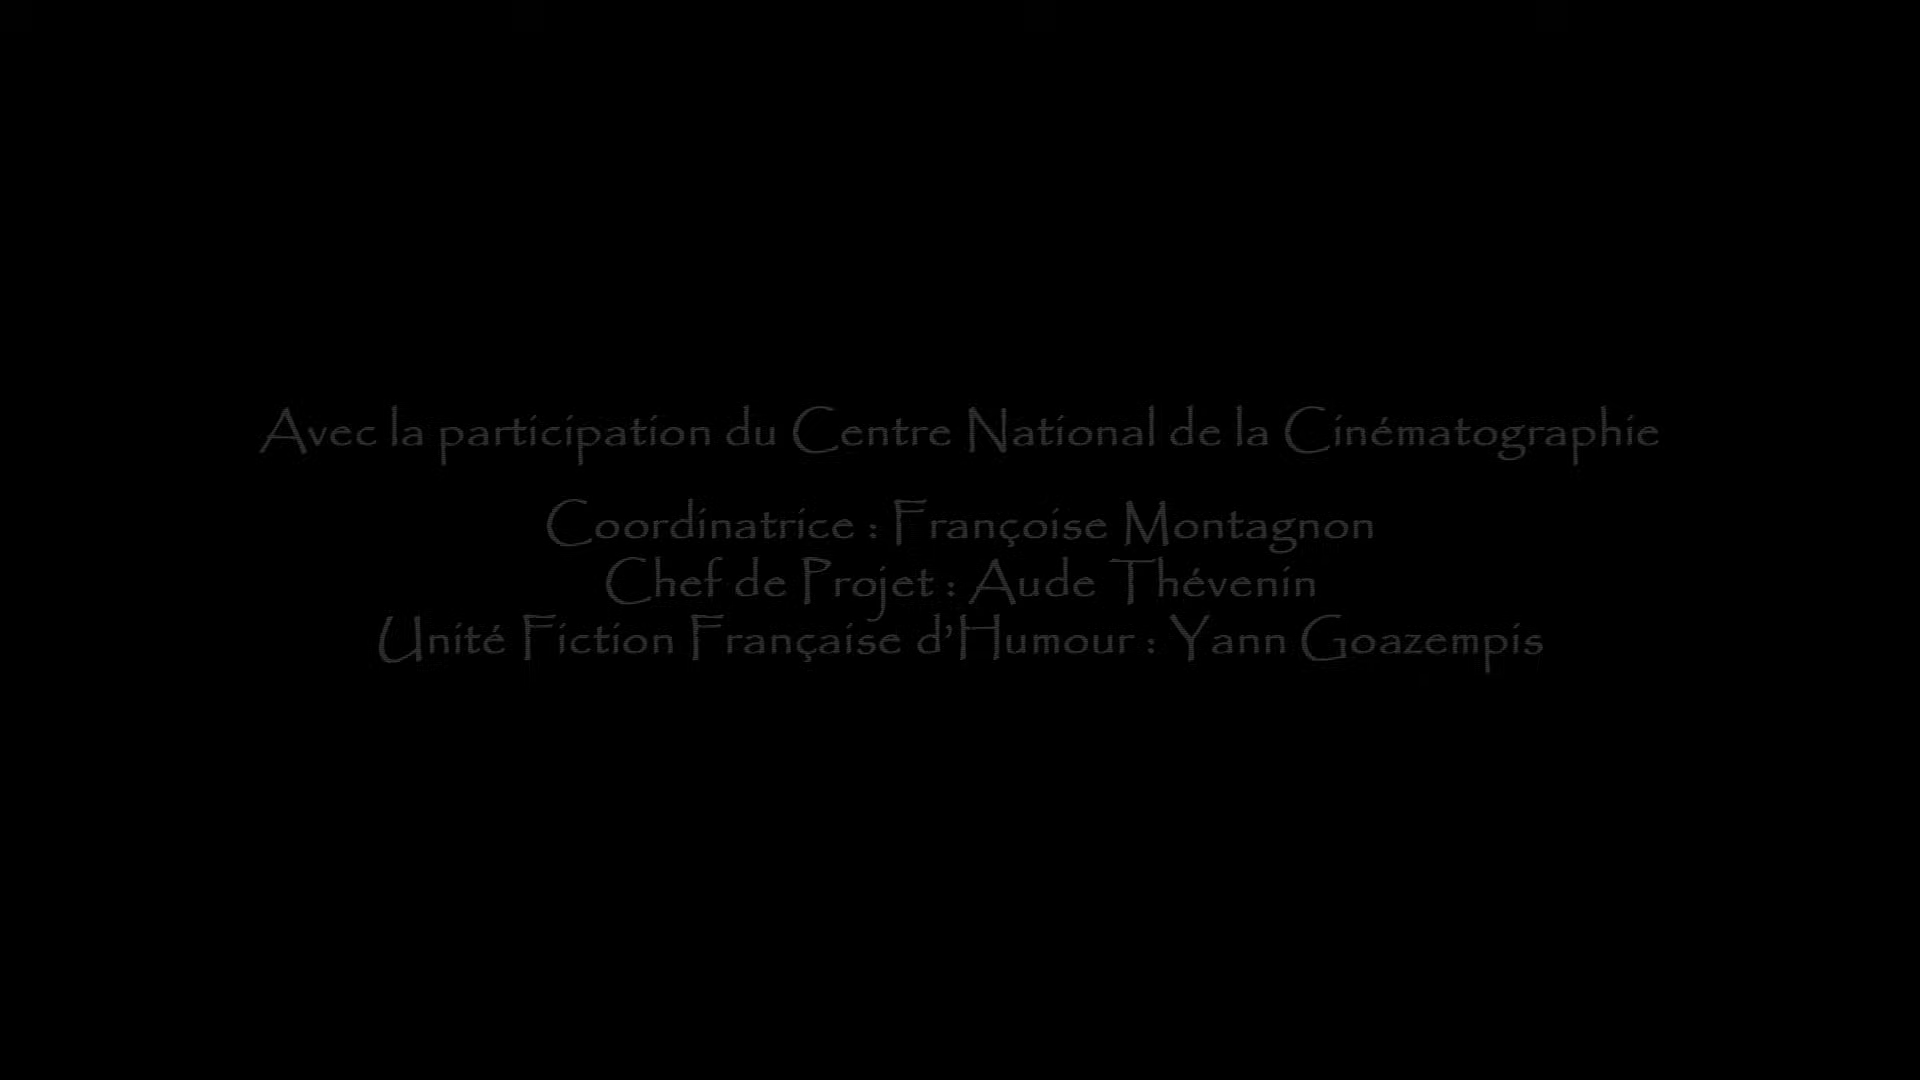 Avec la participation du Centre National de la Cinématographie
Coordinatrice : Françoise Montagnon
Chef de Projet : Aude Thévenin
Unité Fiction Française d’Humour : Yann Goazempis